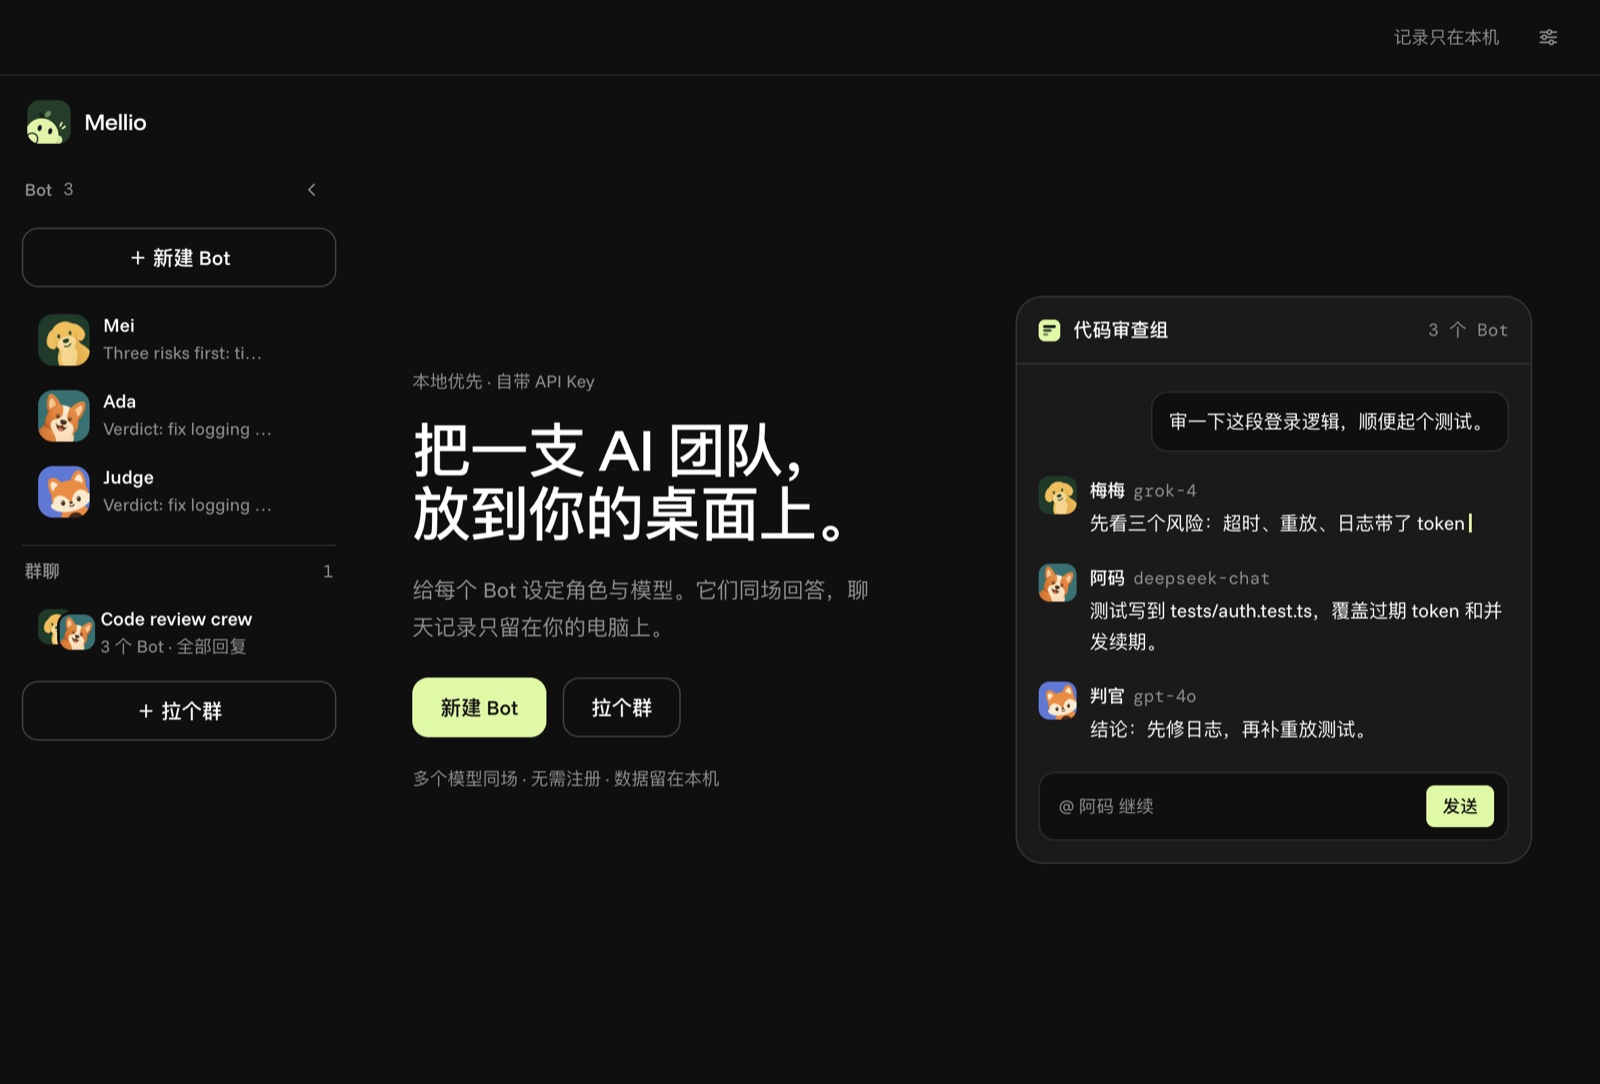 记录只在本机
Mellio
Bot 3
+ 新建 Bot
Mei
Three risks first: ti...
Ada
Verdict: fix logging ...
Judge
Verdict: fix logging ...
群聊 1
Code review crew
3 个 Bot · 全部回复
+ 拉个群
本地优先 · 自带 API Key
把一支 AI 团队，
放到你的桌面上。
给每个 Bot 设定角色与模型。它们同场回答，聊
天记录只留在你的电脑上。
新建 Bot 拉个群
多个模型同场 · 无需注册 · 数据留在本机
代码审查组 3 个 Bot
审一下这段登录逻辑，顺便起个测试。
梅梅 grok-4
先看三个风险：超时、重放、日志带了 token
阿码 deepseek-chat
测试写到 tests/auth.test.ts，覆盖过期 token 和并
发续期。
判官 gpt-4o
结论：先修日志，再补重放测试。
@ 阿码 继续 发送